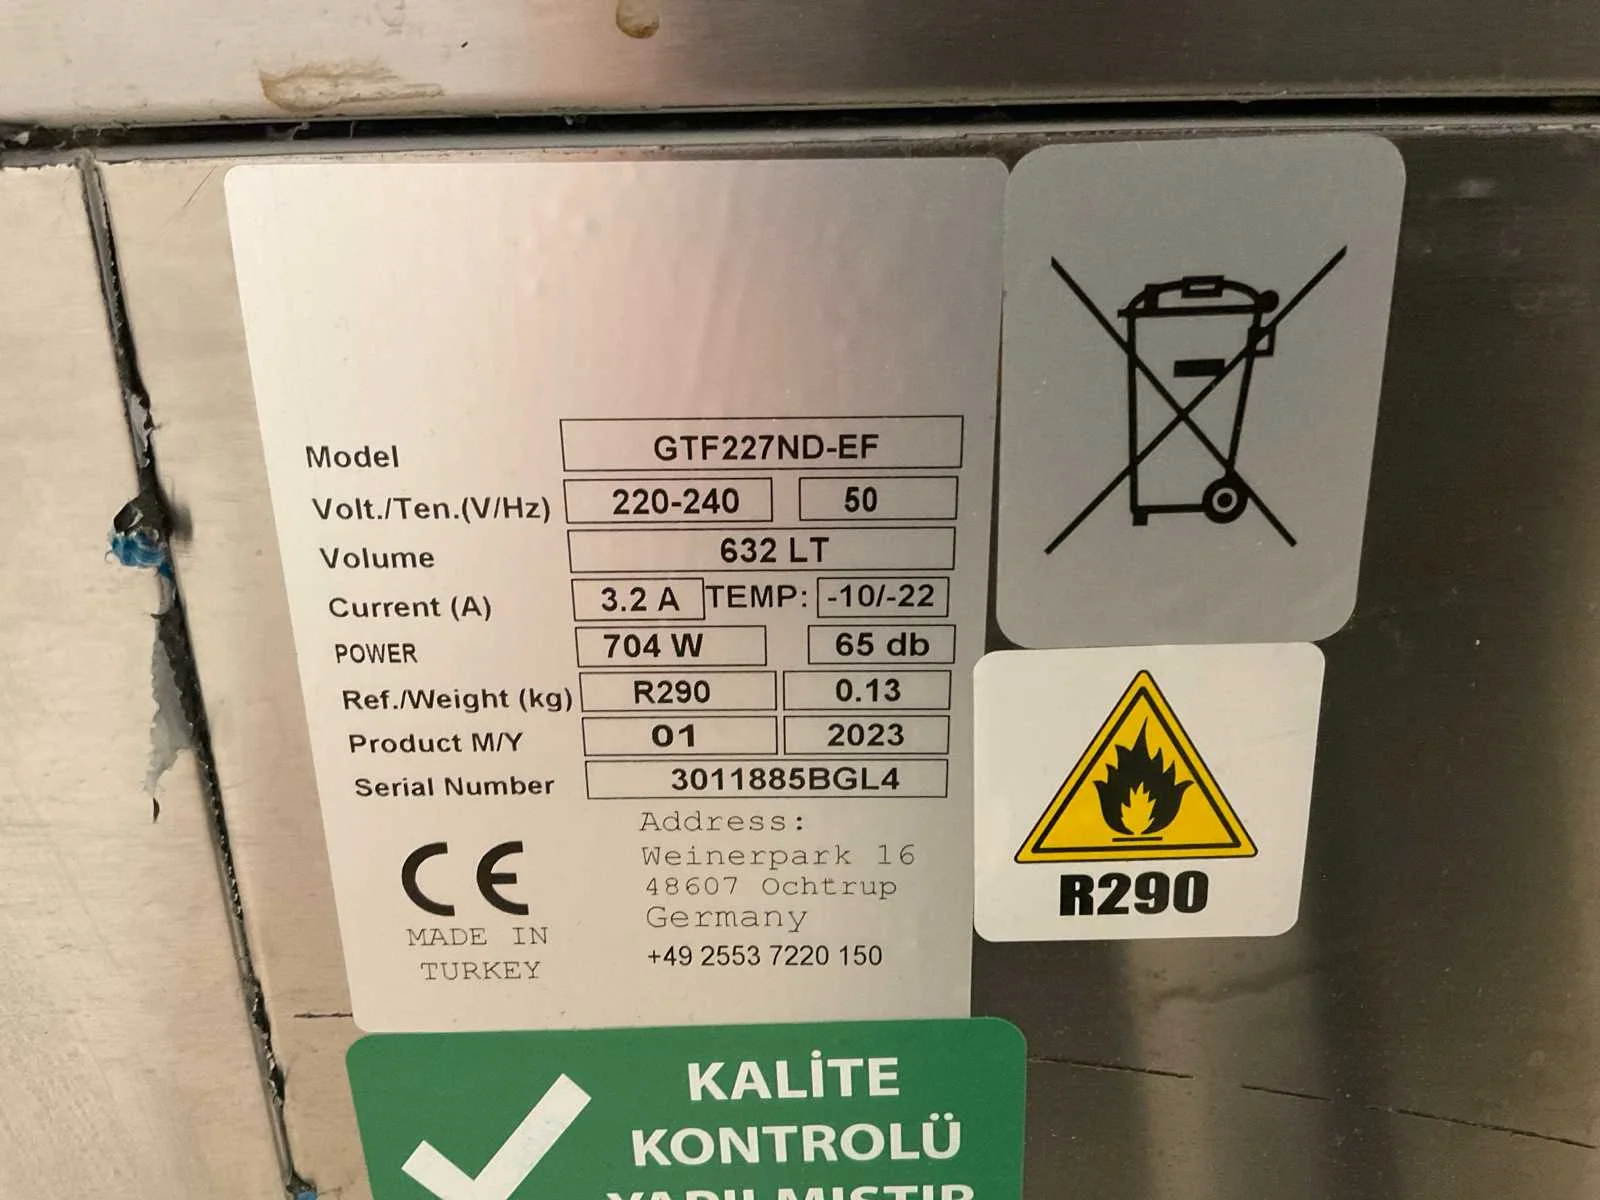 Model GTF227ND-EF
Volt./Ten.(V/Hz) 220-240 50
Volume 632 LT
Current (A) 3.2 A TEMP: -10/-22
POWER 704 W 65 db
Ref./Weight (kg) R290 0.13
Product M/Y 01 2023
Serial Number 3011885BGL4
CE
MADE IN
TURKEY
Address:
Weinerpark 16
48607 Ochtrup
Germany
+49 2553 7220 150
R290
KALİTE
KONTROLÜ
YAPILMIŞTIR